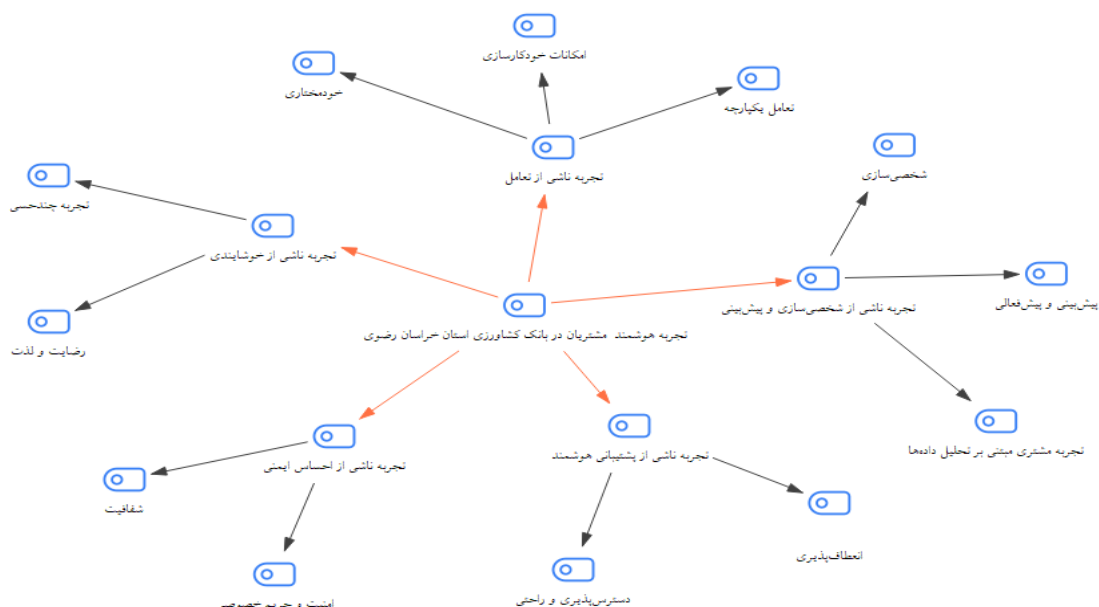 امکانات خودکارسازی
خودمختاری
تعامل یکپارچه
تجربه ناشی از تعامل
شخصی‌سازی
تجربه چندحسی
تجربه ناشی از خوشایندی
پیش‌بینی و پیش‌فعالی
تجربه ناشی از شخصی‌سازی و پیش‌بینی
تجربه هوشمند مشتریان در بانک کشاورزی استان خراسان رضوی
رضایت و لذت
تجربه مشتری مبتنی بر تحلیل داده‌ها
تجربه ناشی از پشتیبانی هوشمند
تجربه ناشی از احساس ایمنی
شفافیت
انعطاف‌پذیری
دسترس‌پذیری و راحتی
امنیت و حریم خصوصی